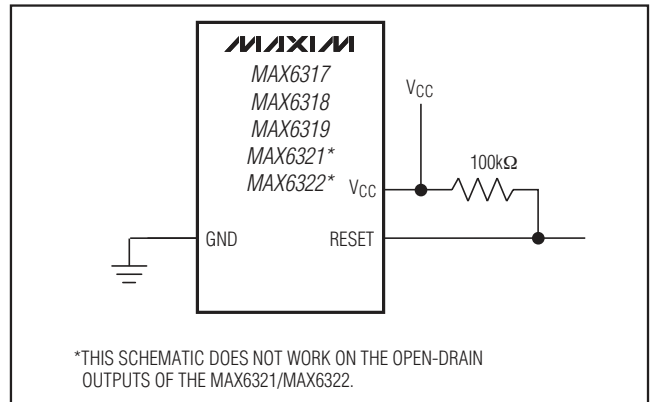 MAXIM
MAX6317
MAX6318
MAX6319
MAX6321*
MAX6322*
VCC
VCC
100kΩ
GND
RESET
*THIS SCHEMATIC DOES NOT WORK ON THE OPEN-DRAIN
OUTPUTS OF THE MAX6321/MAX6322.